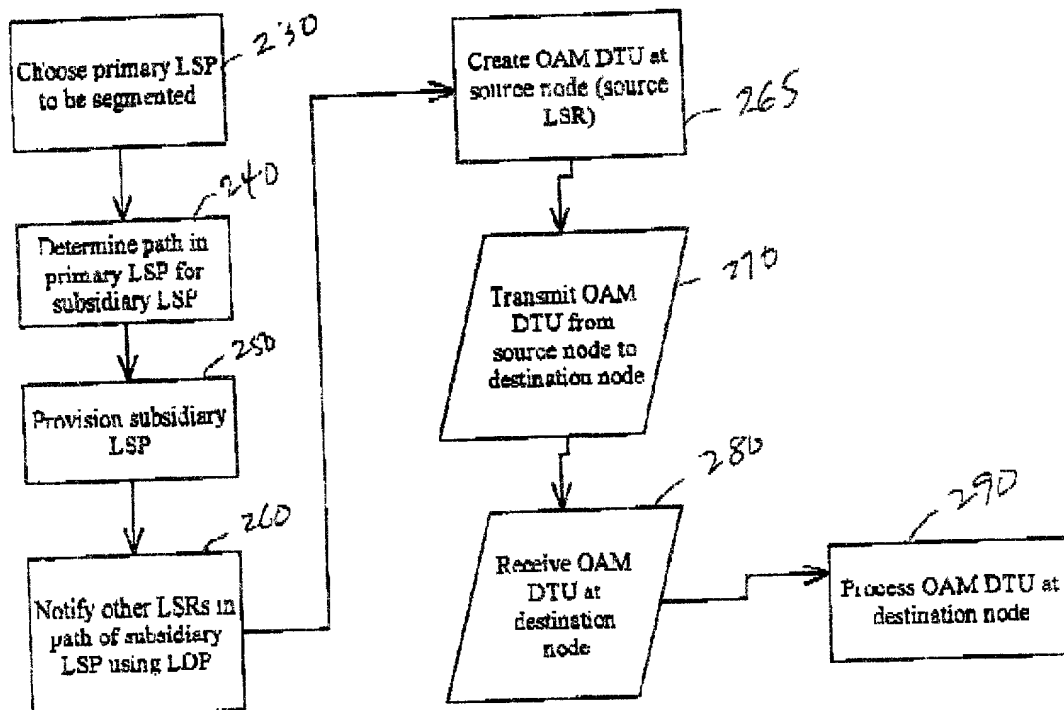 Choose primary LSP
to be segmented
230
Determine path in
primary LSP for
subsidiary LSP
240
Provision subsidiary
LSP
250
Notify other LSRs in
path of subsidiary
LSP using LDP
260
Create OAM DTU at
source node (source
LSR)
265
Transmit OAM
DTU from
source node to
destination node
270
Receive OAM
DTU at
destination
node
280
Process OAM DTU at
destination node
290